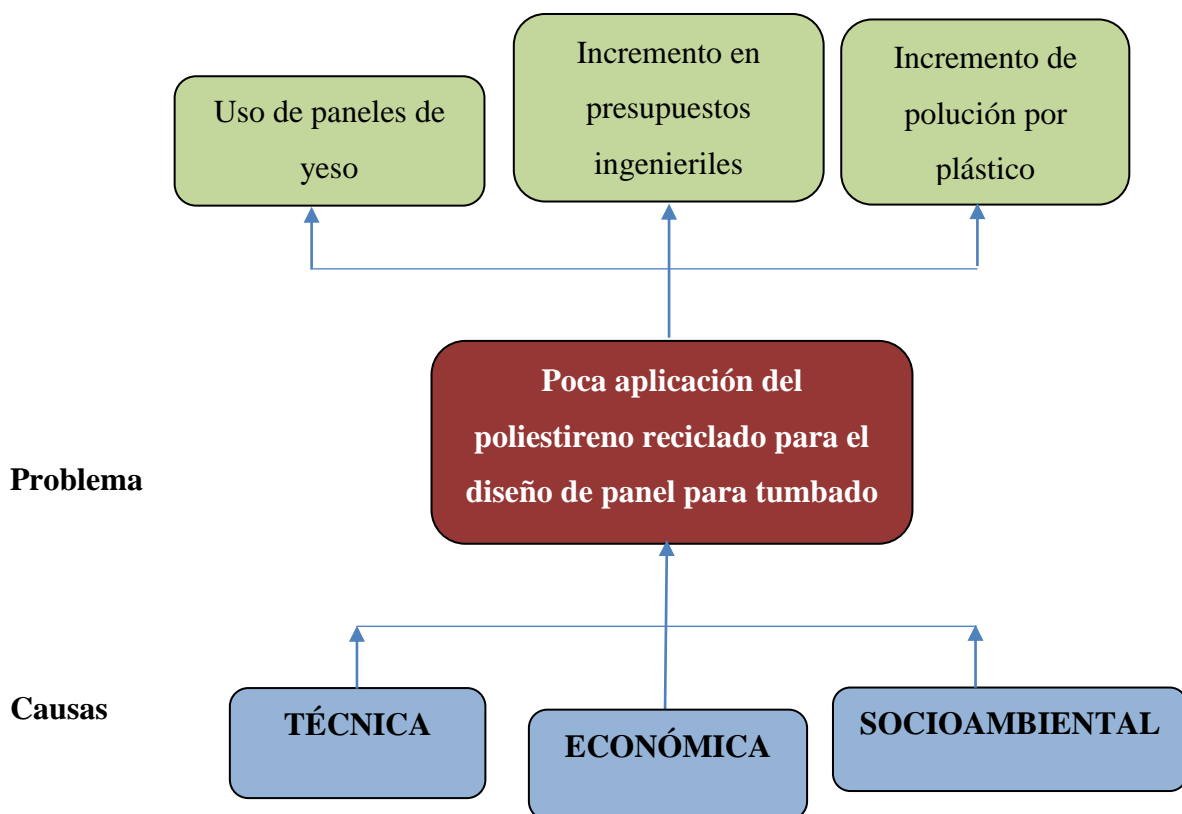 Uso de paneles de
yeso
Incremento en
presupuestos
ingenieriles
Incremento de
polución por
plástico
Problema
Poca aplicación del
poliestireno reciclado para el
diseño de panel para tumbado
Causas
TÉCNICA
ECONÓMICA
SOCIOAMBIENTAL